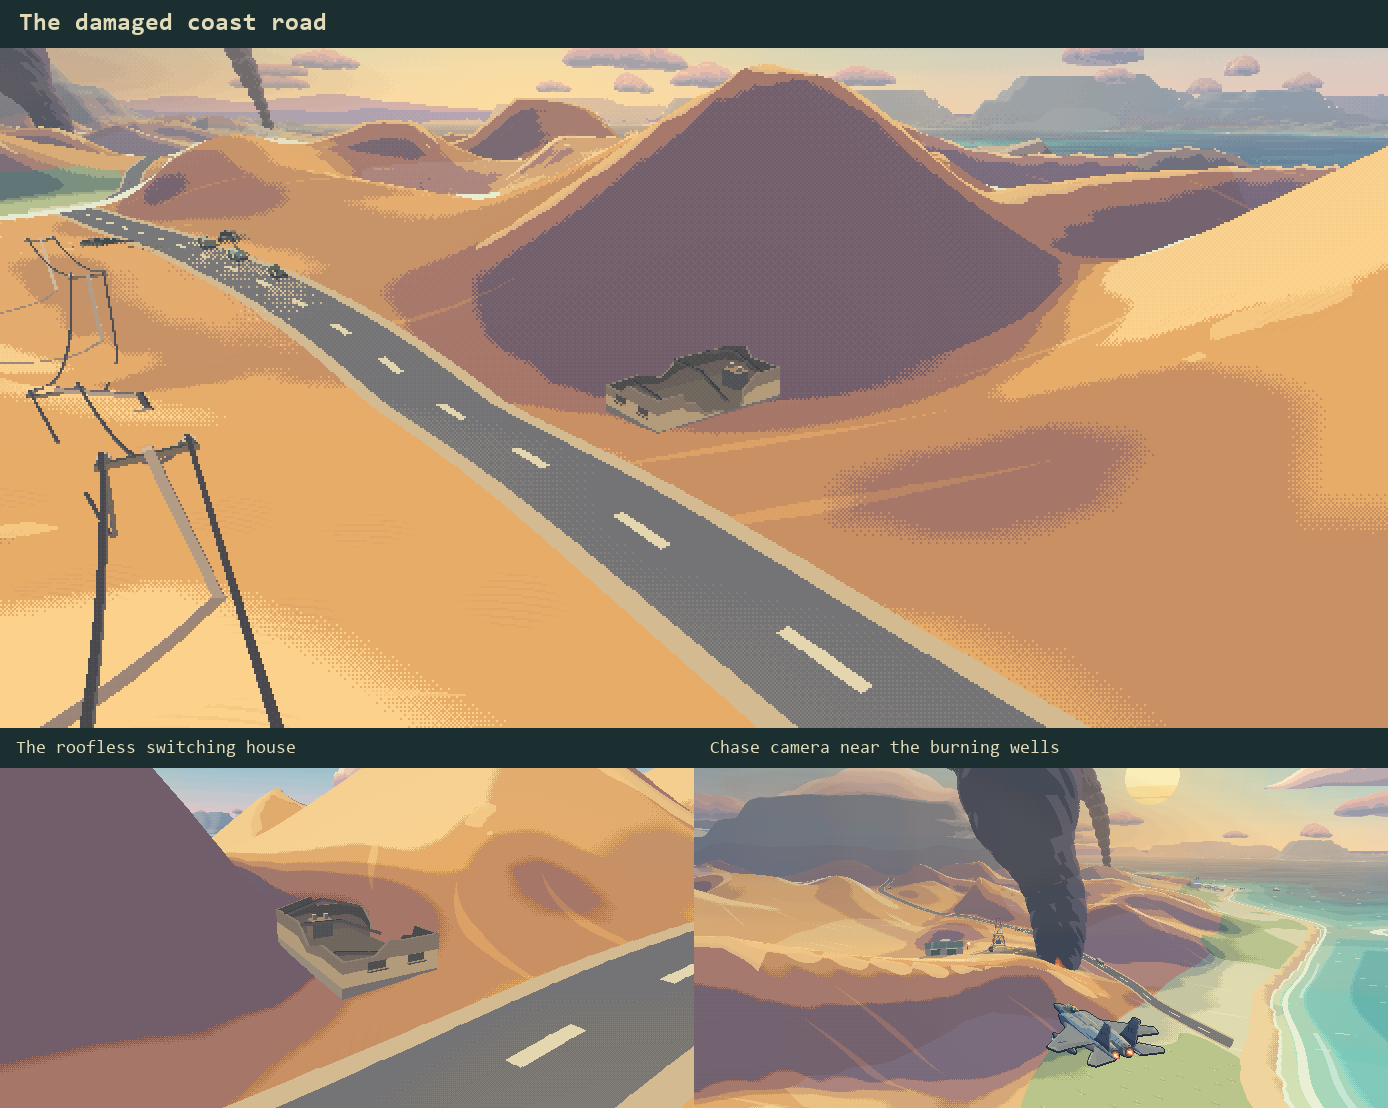 The damaged coast road
The roofless switching house
Chase camera near the burning wells